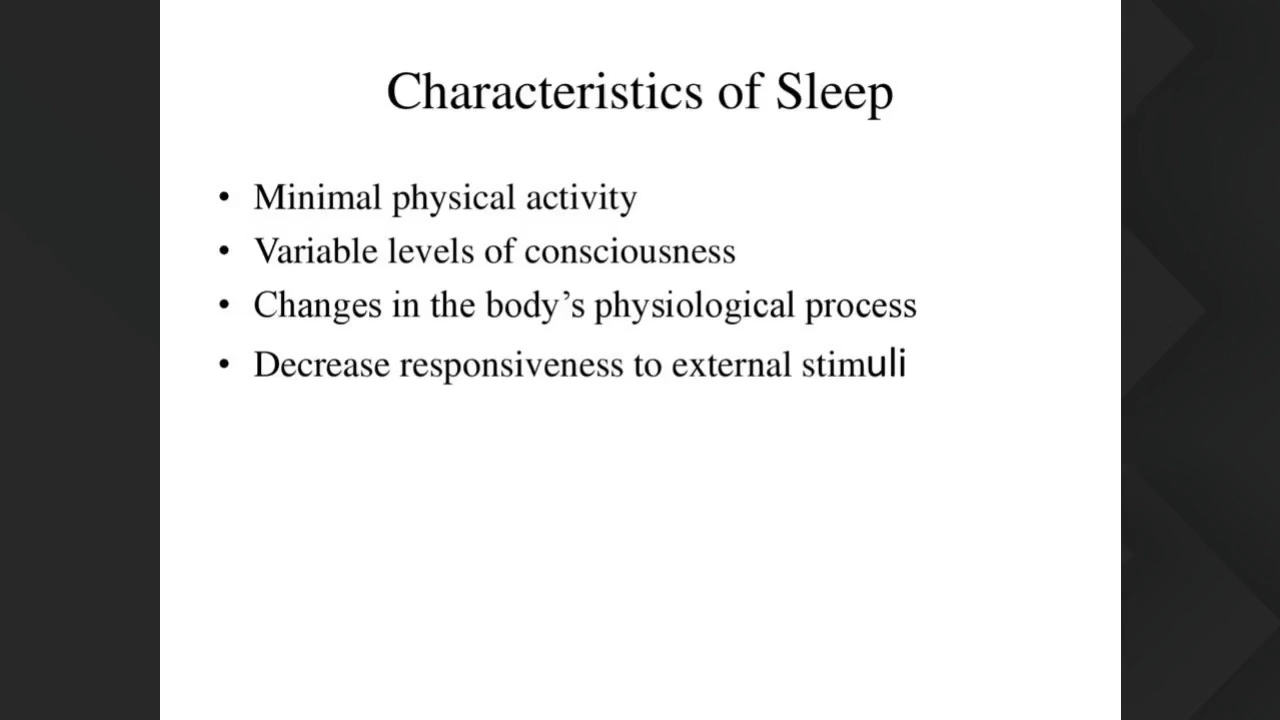 Characteristics of Sleep
• Minimal physical activity
• Variable levels of consciousness
• Changes in the body’s physiological process
• Decrease responsiveness to external stimuli